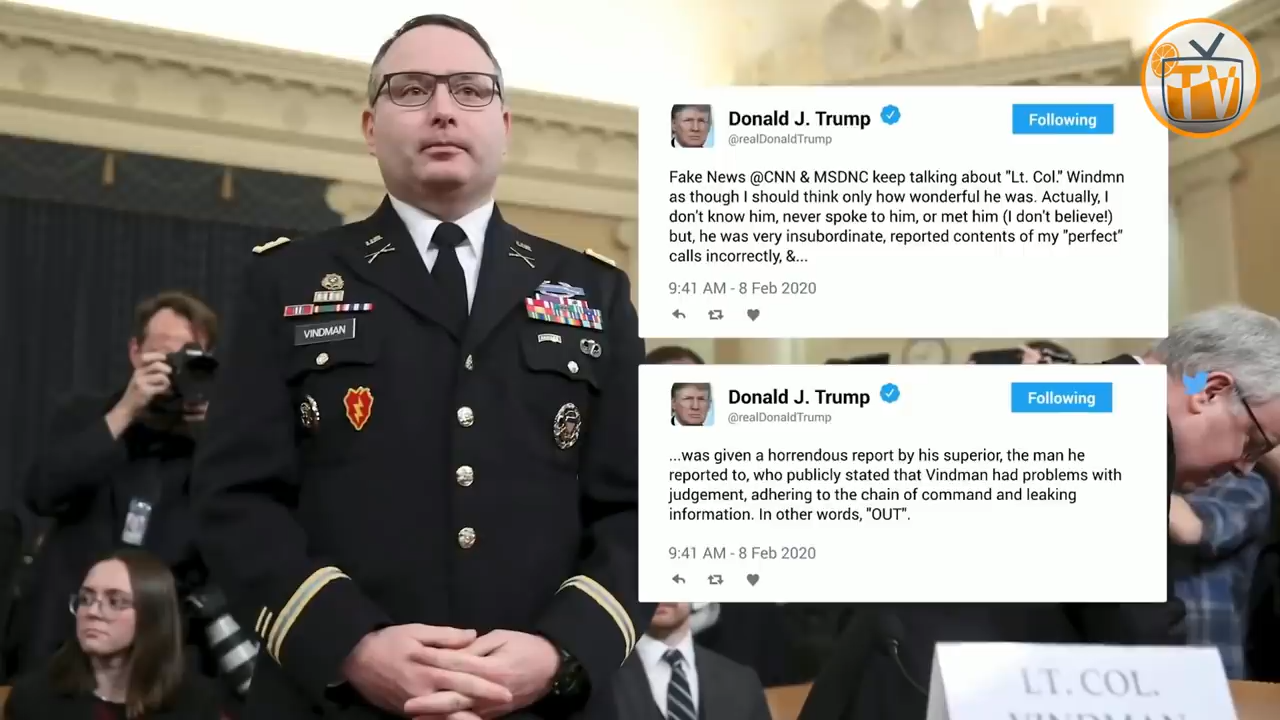 TV
Donald J. Trump
Following
@realDonaldTrump
Fake News @CNN & MSDNC keep talking about "Lt. Col." Windmn
as though I should think only how wonderful he was. Actually, I
don't know him, never spoke to him, or met him (I don't believe!)
but, he was very insubordinate, reported contents of my "perfect"
calls incorrectly, &...
9:41 AM - 8 Feb 2020
Donald J. Trump
Following
@realDonaldTrump
...was given a horrendous report by his superior, the man he
reported to, who publicly stated that Vindman had problems with
judgement, adhering to the chain of command and leaking
information. In other words, "OUT".
9:41 AM - 8 Feb 2020
VINDMAN
LT. COL.
VINDMAN